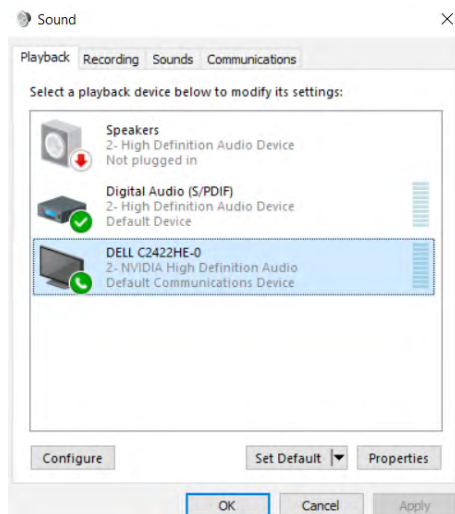 Sound
Playback Recording Sounds Communications
Select a playback device below to modify its settings:
Speakers
2- High Definition Audio Device
Not plugged in
Digital Audio (S/PDIF)
2- High Definition Audio Device
Default Device
DELL C2422HE-0
2- NVIDIA High Definition Audio
Default Communications Device
Configure Set Default Properties
OK Cancel Apply